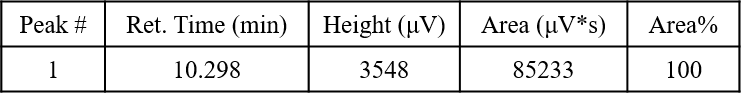 Peak # Ret. Time (min) Height (μV) Area (μV*s) Area%
1 10.298 3548 85233 100